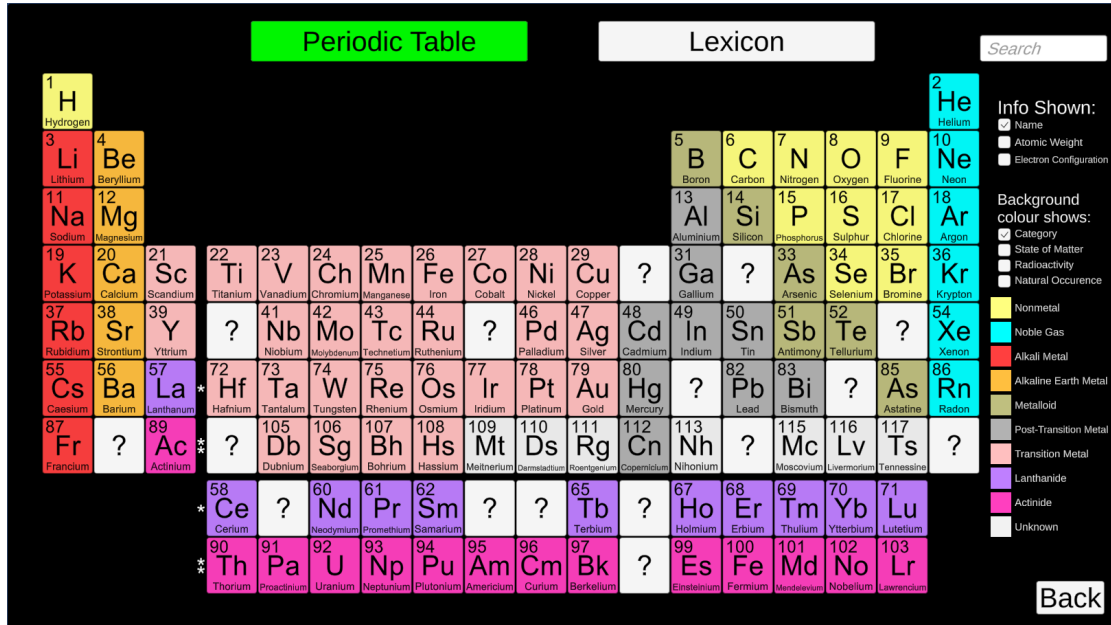 Periodic Table Lexicon
Search
1 2
H He
Hydrogen Helium
Info Shown:
Name
Atomic Weight
Electron Configuration
3 4 5 6 7 8 9 10
Li Be B C N O F Ne
Lithium Beryllium Boron Carbon Nitrogen Oxygen Fluorine Neon
11 12 13 14 15 16 17 18
Na Mg Al Si P S Cl Ar
Sodium Magnesium Aluminium Silicon Phosphorus Sulphur Chlorine Argon
Background
colour shows:
Category
State of Matter
Radioactivity
Natural Occurence
19 20 21 22 23 24 25 26 27 28 29 31 33 34 35 36
K Ca Sc Ti V Ch Mn Fe Co Ni Cu ? Ga ? As Se Br Kr
Potassium Calcium Scandium Titanium Vanadium Chromium Manganese Iron Cobalt Nickel Copper Gallium Arsenic Selenium Bromine Krypton
37 38 39 41 42 43 44 46 47 48 49 50 51 52 54
Rb Sr Y ? Nb Mo Tc Ru ? Pd Ag Cd In Sn Sb Te ? Xe
Rubidium Strontium Yttrium Niobium Molybdenum Technetium Ruthenium Palladium Silver Cadmium Indium Tin Antimony Tellurium Xenon
55 56 57 72 73 74 75 76 77 78 79 80 82 83 85 86
Cs Ba La * Hf Ta W Re Os Ir Pt Au Hg ? Pb Bi ? As Rn
Caesium Barium Lanthanum Hafnium Tantalum Tungsten Rhenium Osmium Iridium Platinum Gold Mercury Lead Bismuth Astatine Radon
87 89 105 106 107 108 109 110 111 112 113 115 116 117
Fr ? Ac ** ? Db Sg Bh Hs Mt Ds Rg Cn Nh ? Mc Lv Ts ?
Francium Actinium Dubnium Seaborgium Bohrium Hassium Meitnerium Darmstadtium Roentgenium Copernicium Nihonium Moscovium Livermorium Tennessine
58 60 61 62 65 67 68 69 70 71
* Ce ? Nd Pr Sm ? ? Tb ? Ho Er Tm Yb Lu
Cerium Neodymium Promethium Samarium Terbium Holmium Erbium Thulium Ytterbium Lutetium
90 91 92 93 94 95 96 97 99 100 101 102 103
** Th Pa U Np Pu Am Cm Bk ? Es Fe Md No Lr
Thorium Proactinium Uranium Neptunium Plutonium Americium Curium Berkelium Einsteinium Fermium Mendelevium Nobelium Lawrencium
Nonmetal
Noble Gas
Alkali Metal
Alkaline Earth Metal
Metalloid
Post-Transition Metal
Transition Metal
Lanthanide
Actinide
Unknown
Back